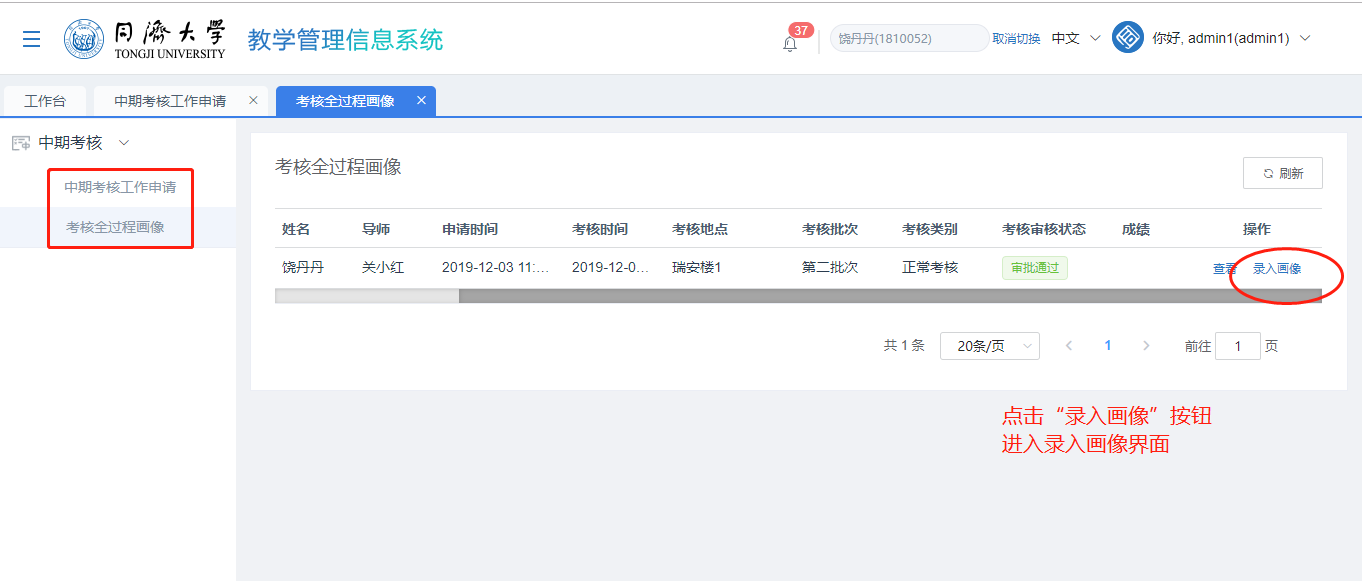 同濟大學
TONGJI UNIVERSITY
教学管理信息系统
37
饶丹丹(1810052)
取消切换
中文
你好, admin1(admin1)
工作台
中期考核工作申请
考核全过程画像
中期考核
中期考核工作申请
考核全过程画像
考核全过程画像
刷新
姓名 导师 申请时间 考核时间 考核地点 考核批次 考核类别 考核审核状态 成绩 操作
饶丹丹 关小红 2019-12-03 11:... 2019-12-0... 瑞安楼1 第二批次 正常考核 审批通过 查看 录入画像
共 1 条 20条/页 1 前往 1 页
点击“录入画像”按钮
进入录入画像界面